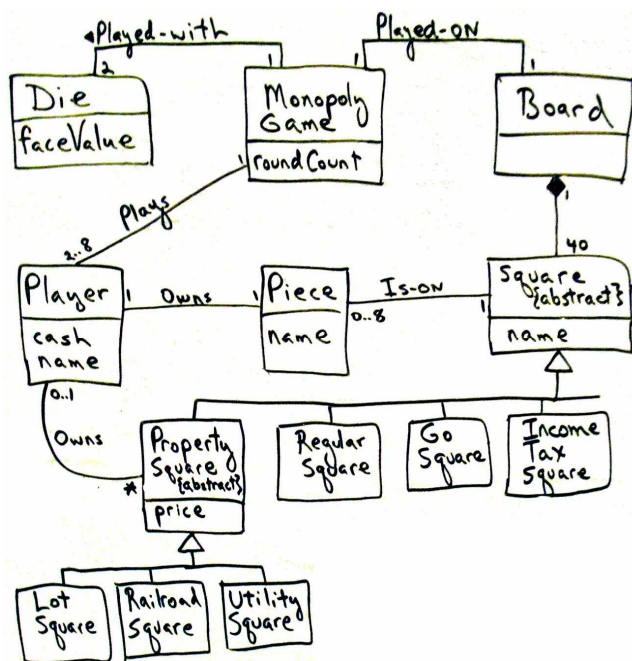 ◄Played-with
Played-ON
2
1
1
1
Die
faceValue
Monopoly
Game
roundCount
Board
1
Plays
2..8
1
40
Player
cash
name
1
Owns
1
Piece
name
Is-ON
0..8
1
Square
{abstract}
name
0..1
Owns
*
Property
Square
{abstract}
price
Regular
Square
Go
Square
Income
Tax
Square
Lot
Square
Railroad
Square
Utility
Square